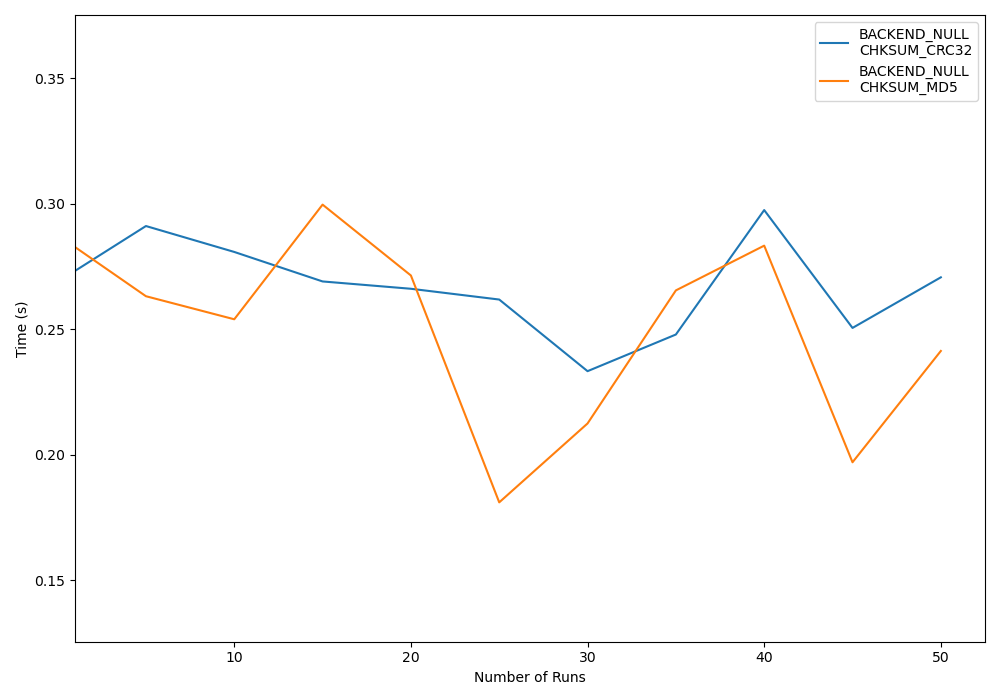 BACKEND_NULL
CHKSUM_CRC32
BACKEND_NULL
CHKSUM_MD5
0.35
0.30
0.25
0.20
0.15
Time (s)
10 20 30 40 50
Number of Runs